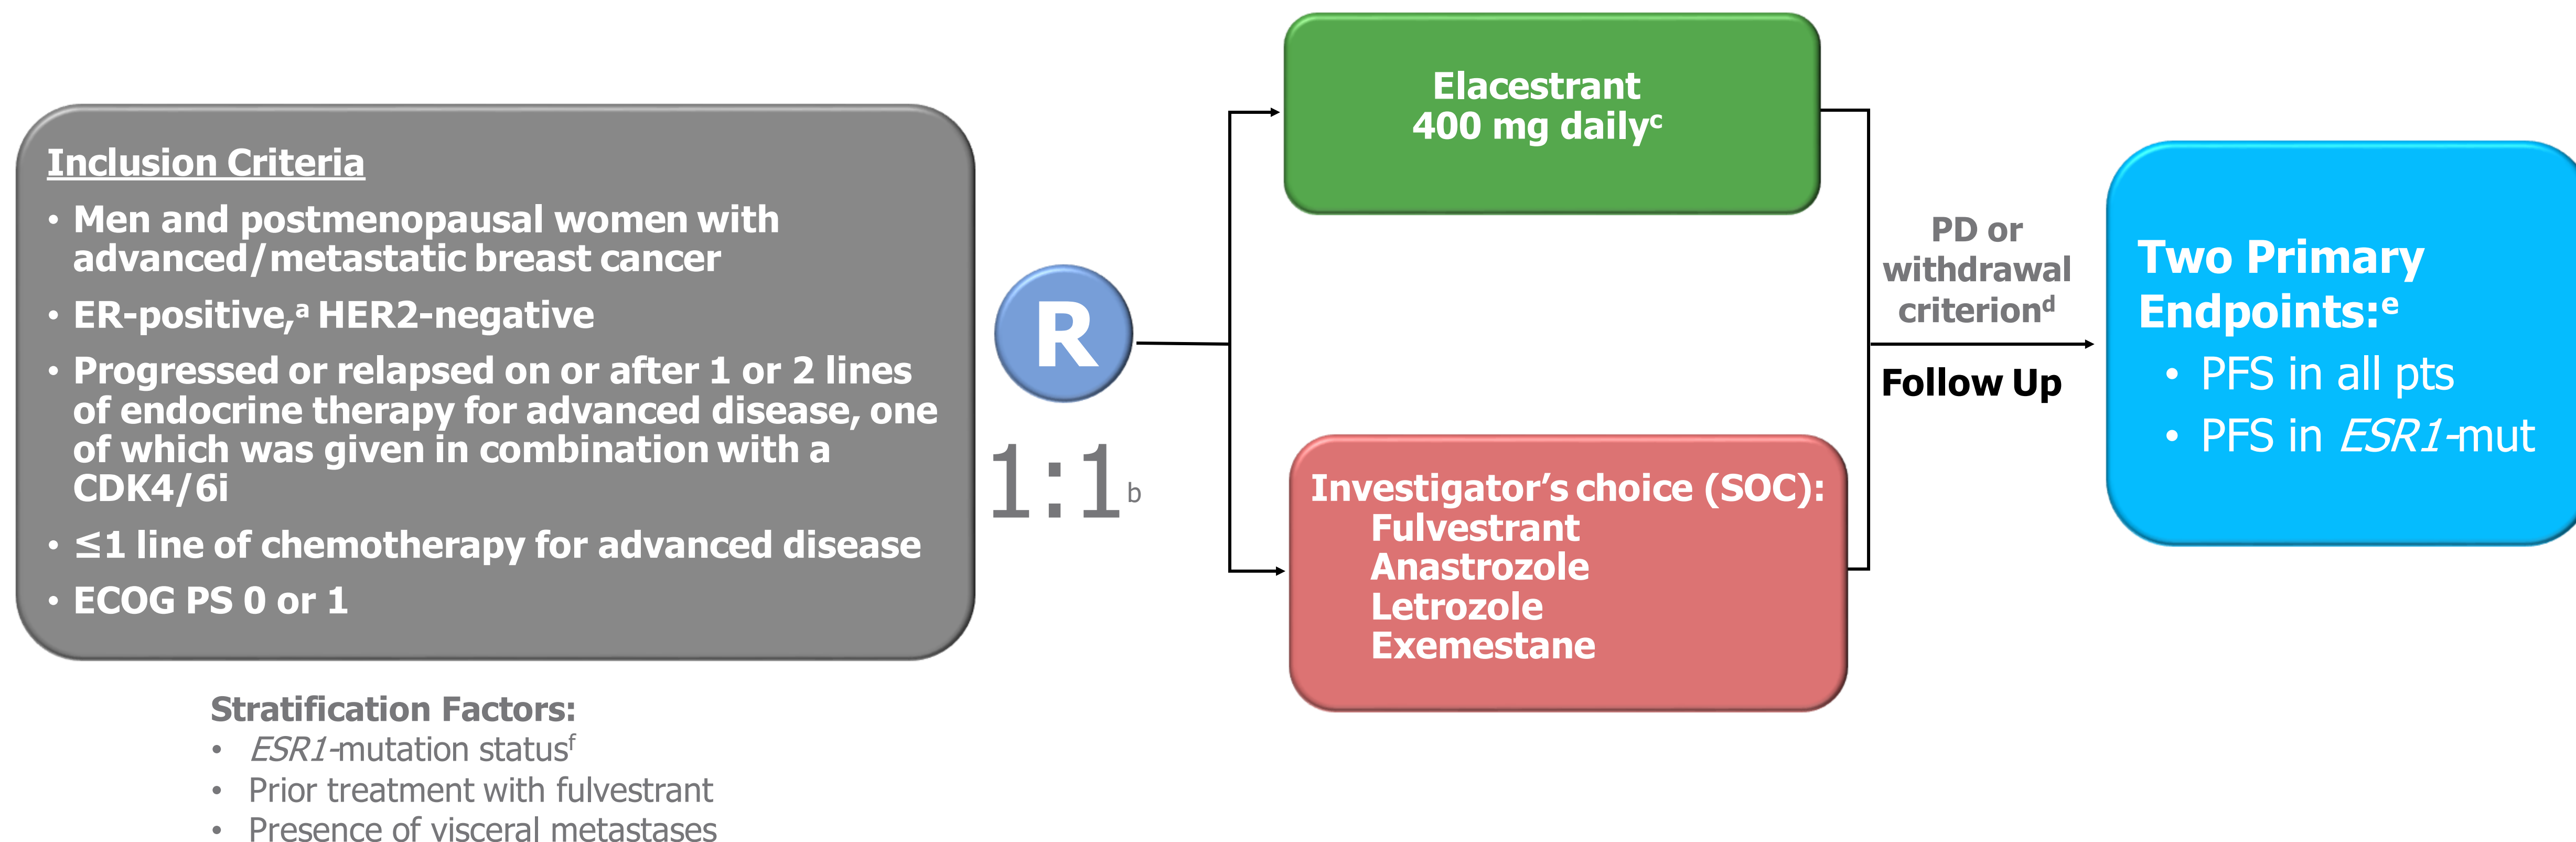 Inclusion Criteria
• Men and postmenopausal women with
advanced/metastatic breast cancer
• ER-positive,ᵃ HER2-negative
• Progressed or relapsed on or after 1 or 2 lines
of endocrine therapy for advanced disease, one
of which was given in combination with a
CDK4/6i
• ≤1 line of chemotherapy for advanced disease
• ECOG PS 0 or 1
Stratification Factors:
• ESR1-mutation statusᶠ
• Prior treatment with fulvestrant
• Presence of visceral metastases
R
1:1ᵇ
Elacestrant
400 mg dailyᶜ
Investigator’s choice (SOC):
Fulvestrant
Anastrozole
Letrozole
Exemestane
PD or
withdrawal
criterionᵈ
Follow Up
Two Primary
Endpoints:ᵉ
• PFS in all pts
• PFS in ESR1-mut